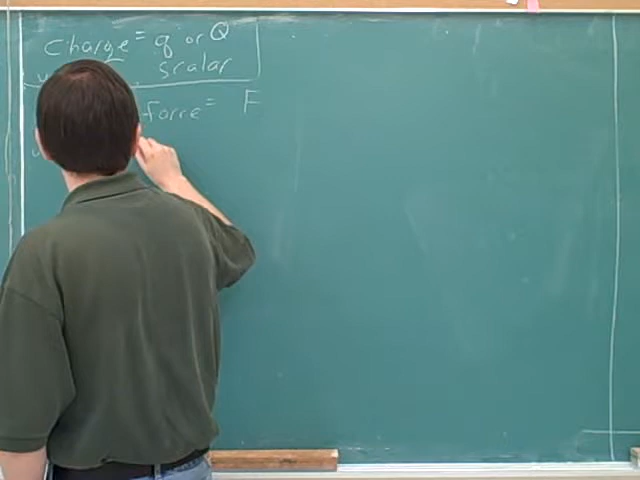 Charge = q or Q
scalar
force = F